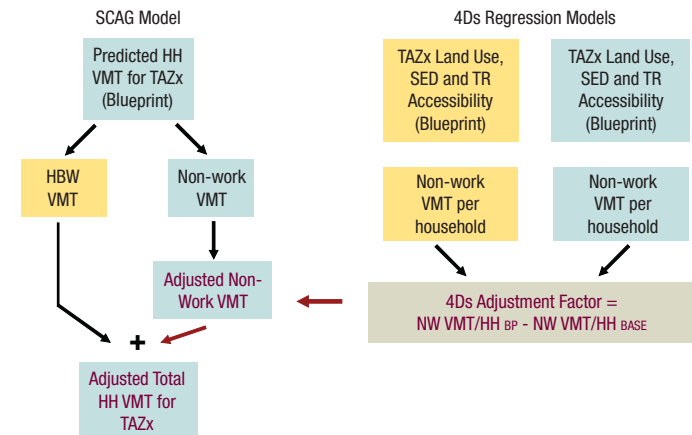 SCAG Model
Predicted HH
VMT for TAZx
(Blueprint)
HBW
VMT
Non-work
VMT
Adjusted Non-
Work VMT
+
Adjusted Total
HH VMT for
TAZx
4Ds Regression Models
TAZx Land Use,
SED and TR
Accessibility
(Blueprint)
TAZx Land Use,
SED and TR
Accessibility
(Blueprint)
Non-work
VMT per
household
Non-work
VMT per
household
4Ds Adjustment Factor =
NW VMT/HH BP - NW VMT/HH BASE